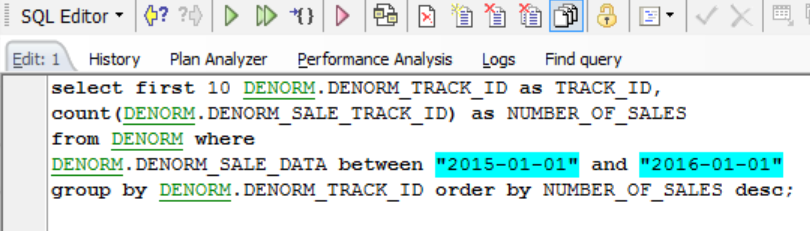 SQL Editor
Edit: 1 History Plan Analyzer Performance Analysis Logs Find query
select first 10 DENORM.DENORM_TRACK_ID as TRACK_ID,
count(DENORM.DENORM_SALE_TRACK_ID) as NUMBER_OF_SALES
from DENORM where
DENORM.DENORM_SALE_DATA between "2015-01-01" and "2016-01-01"
group by DENORM.DENORM_TRACK_ID order by NUMBER_OF_SALES desc;